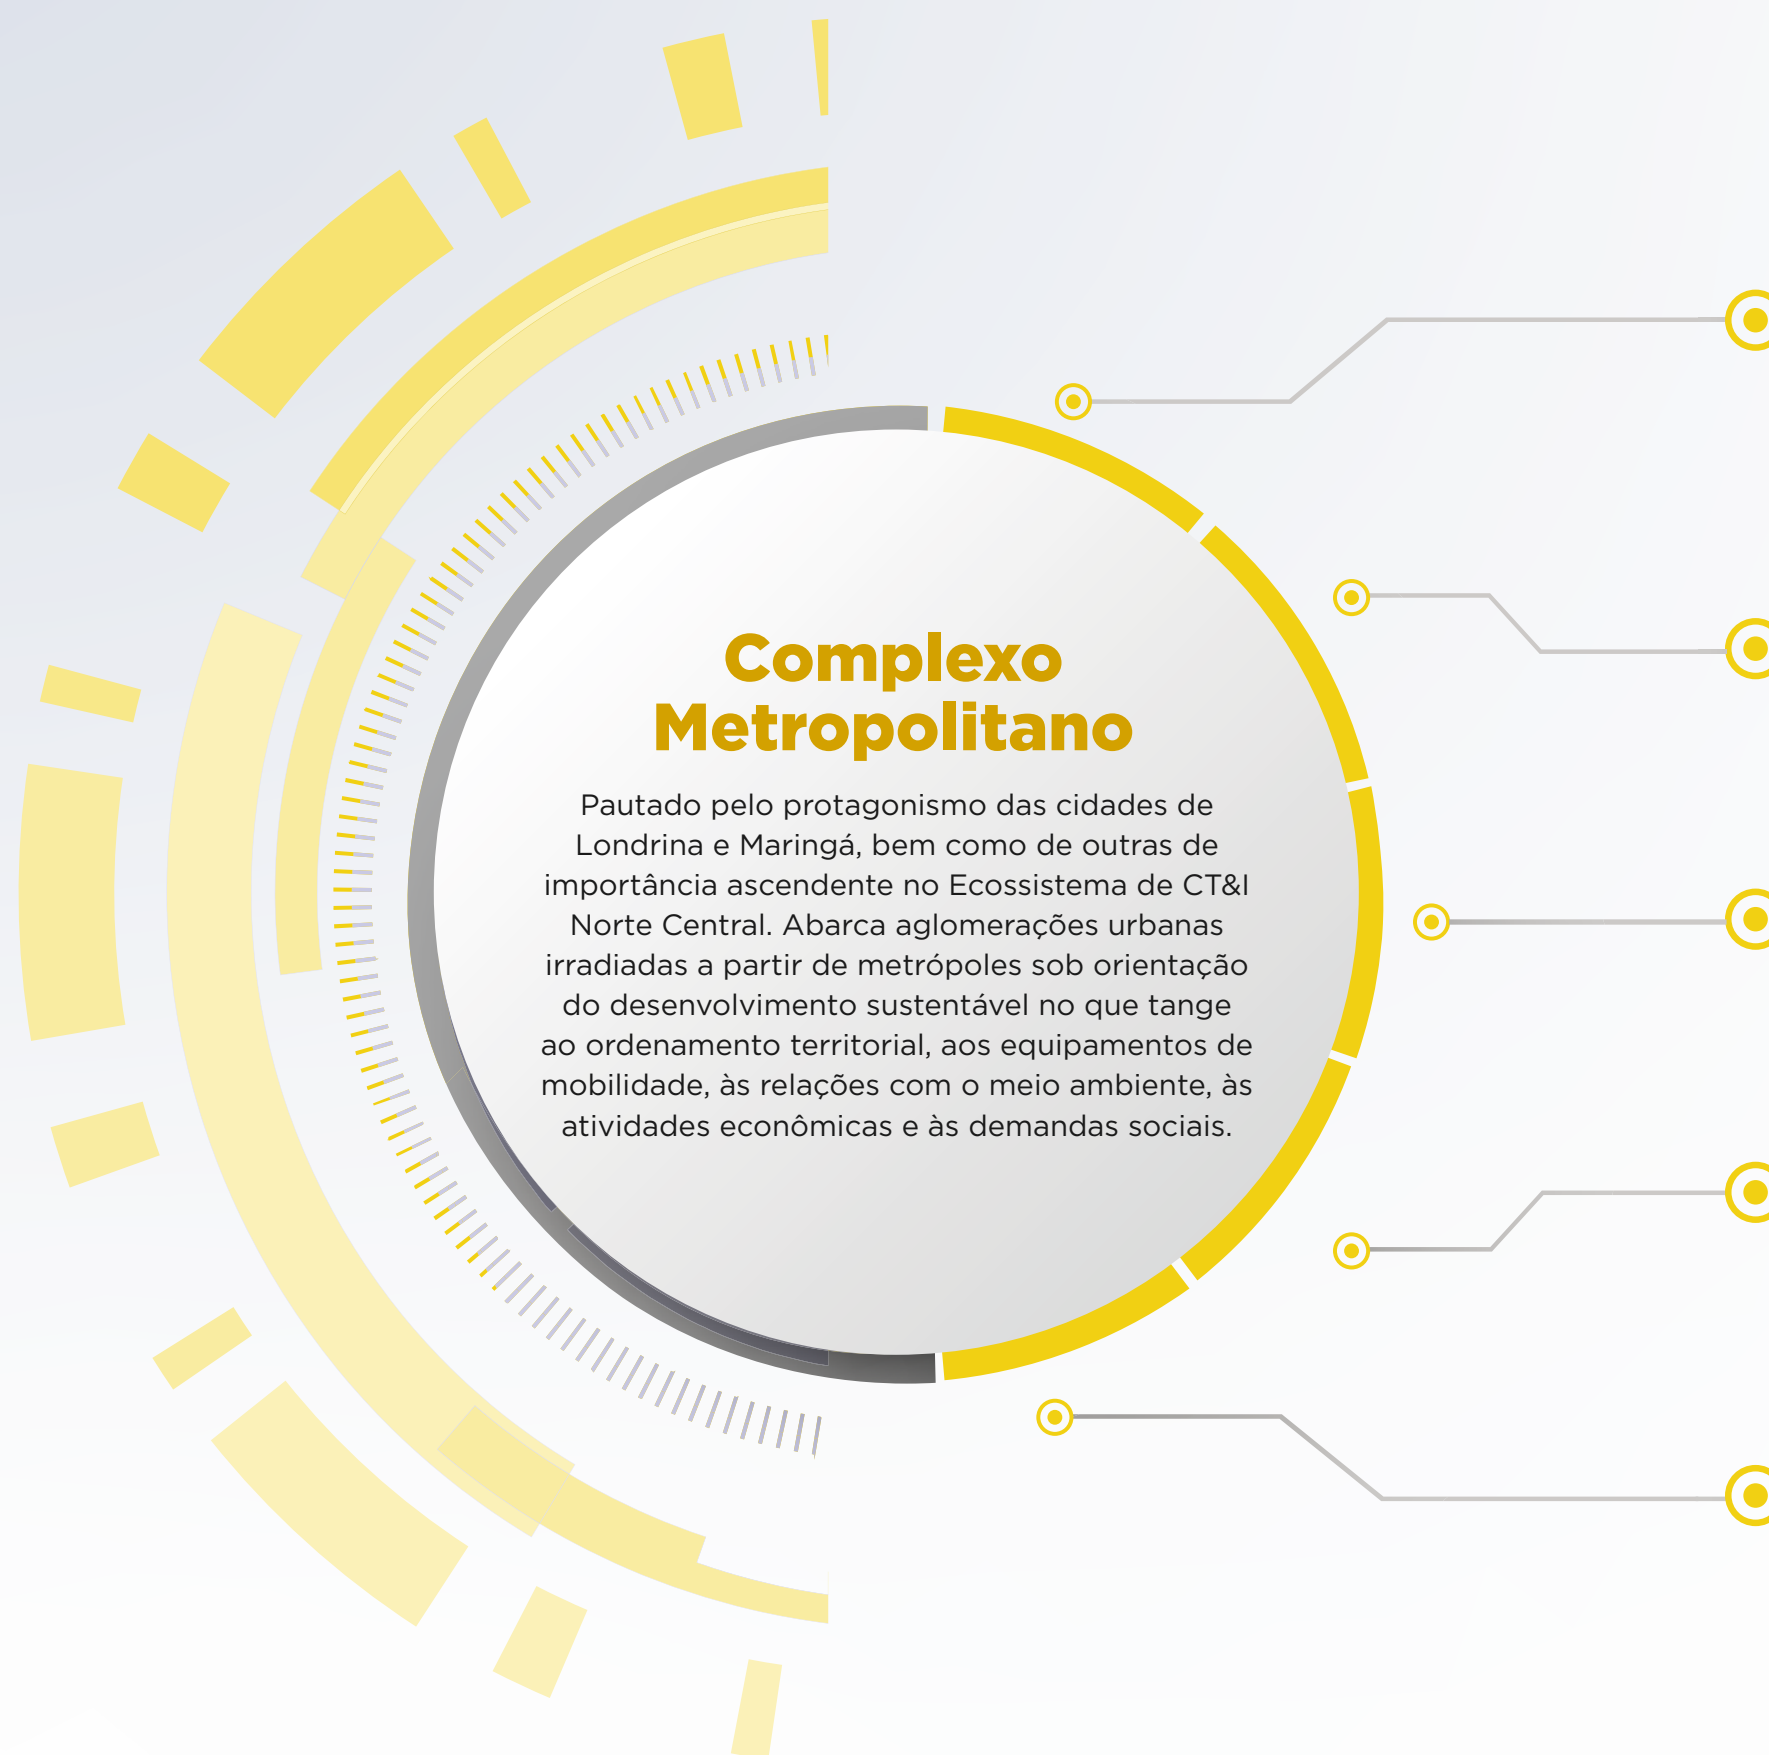 Complexo
Metropolitano
Pautado pelo protagonismo das cidades de
Londrina e Maringá, bem como de outras de
importância ascendente no Ecossistema de CT&I
Norte Central. Abarca aglomerações urbanas
irradiadas a partir de metrópoles sob orientação
do desenvolvimento sustentável no que tange
ao ordenamento territorial, aos equipamentos de
mobilidade, às relações com o meio ambiente, às
atividades econômicas e às demandas sociais.